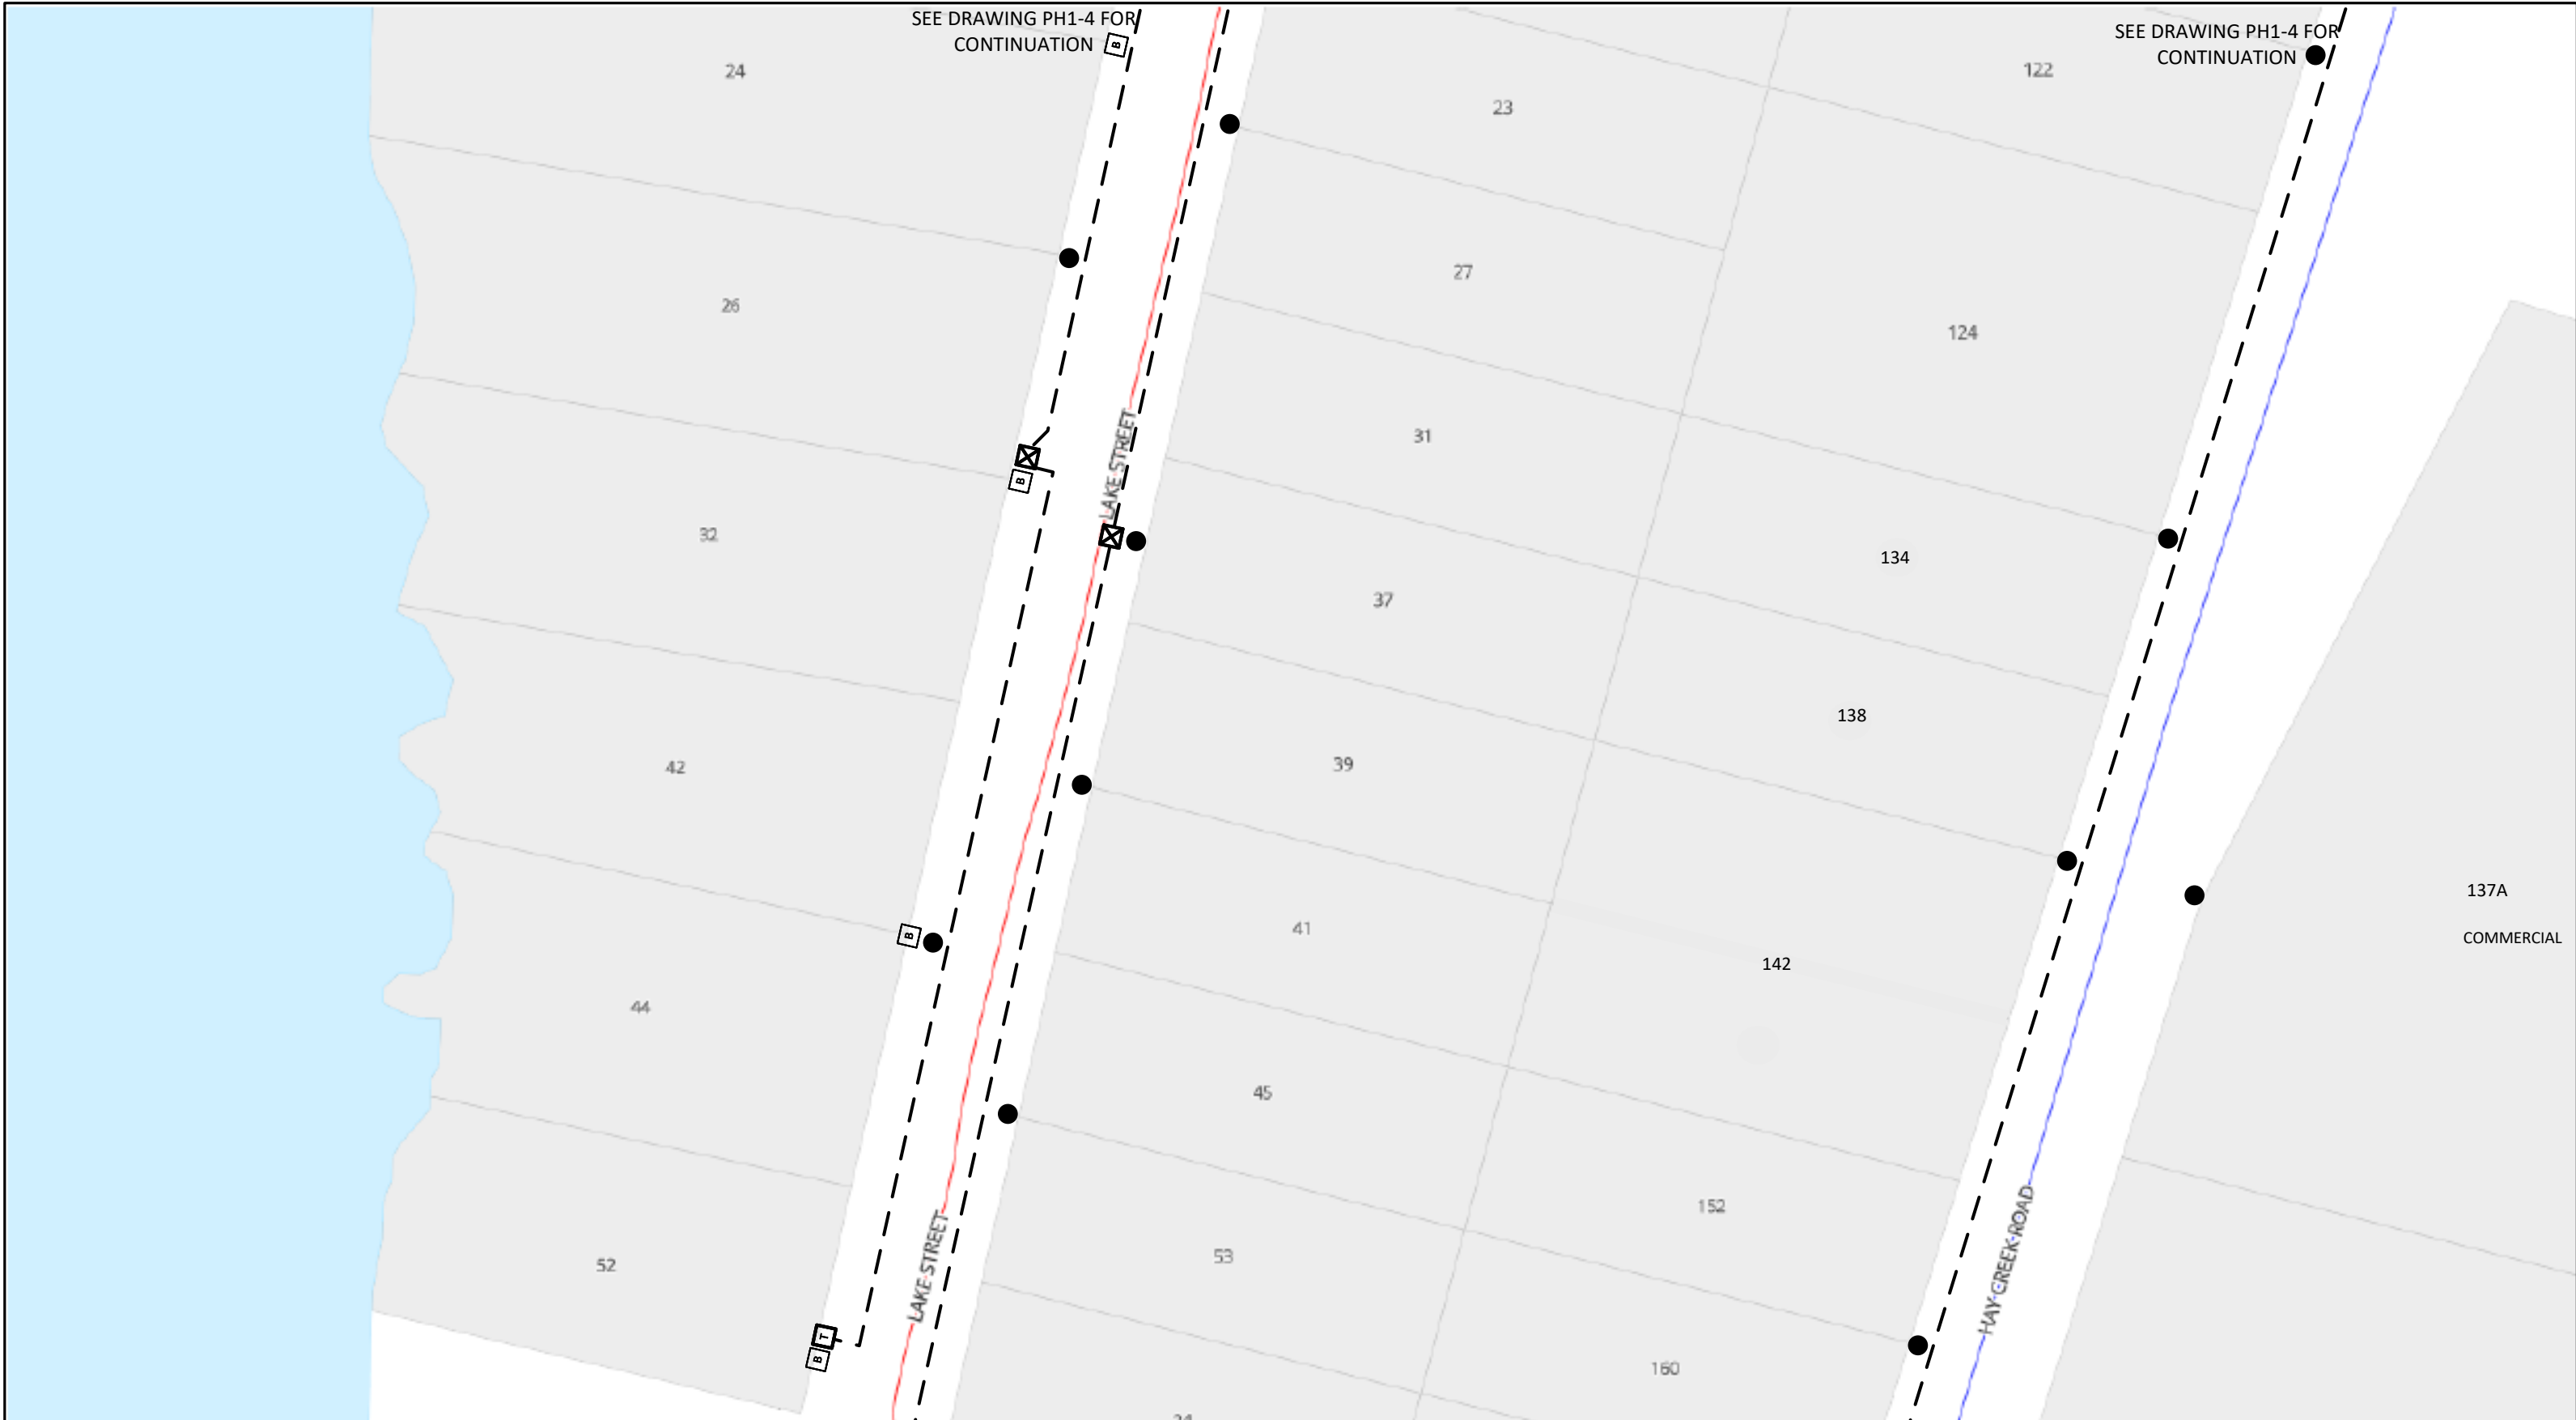 SEE DRAWING PH1-4 FOR
CONTINUATION
B
SEE DRAWING PH1-4 FOR
CONTINUATION
24
23
122
26
27
124
31
LAKE STREET
B
32
37
134
138
42
39
137A
COMMERCIAL
B
41
142
44
45
152
HAY CREEK ROAD
LAKE STREET
52
53
T
B
160